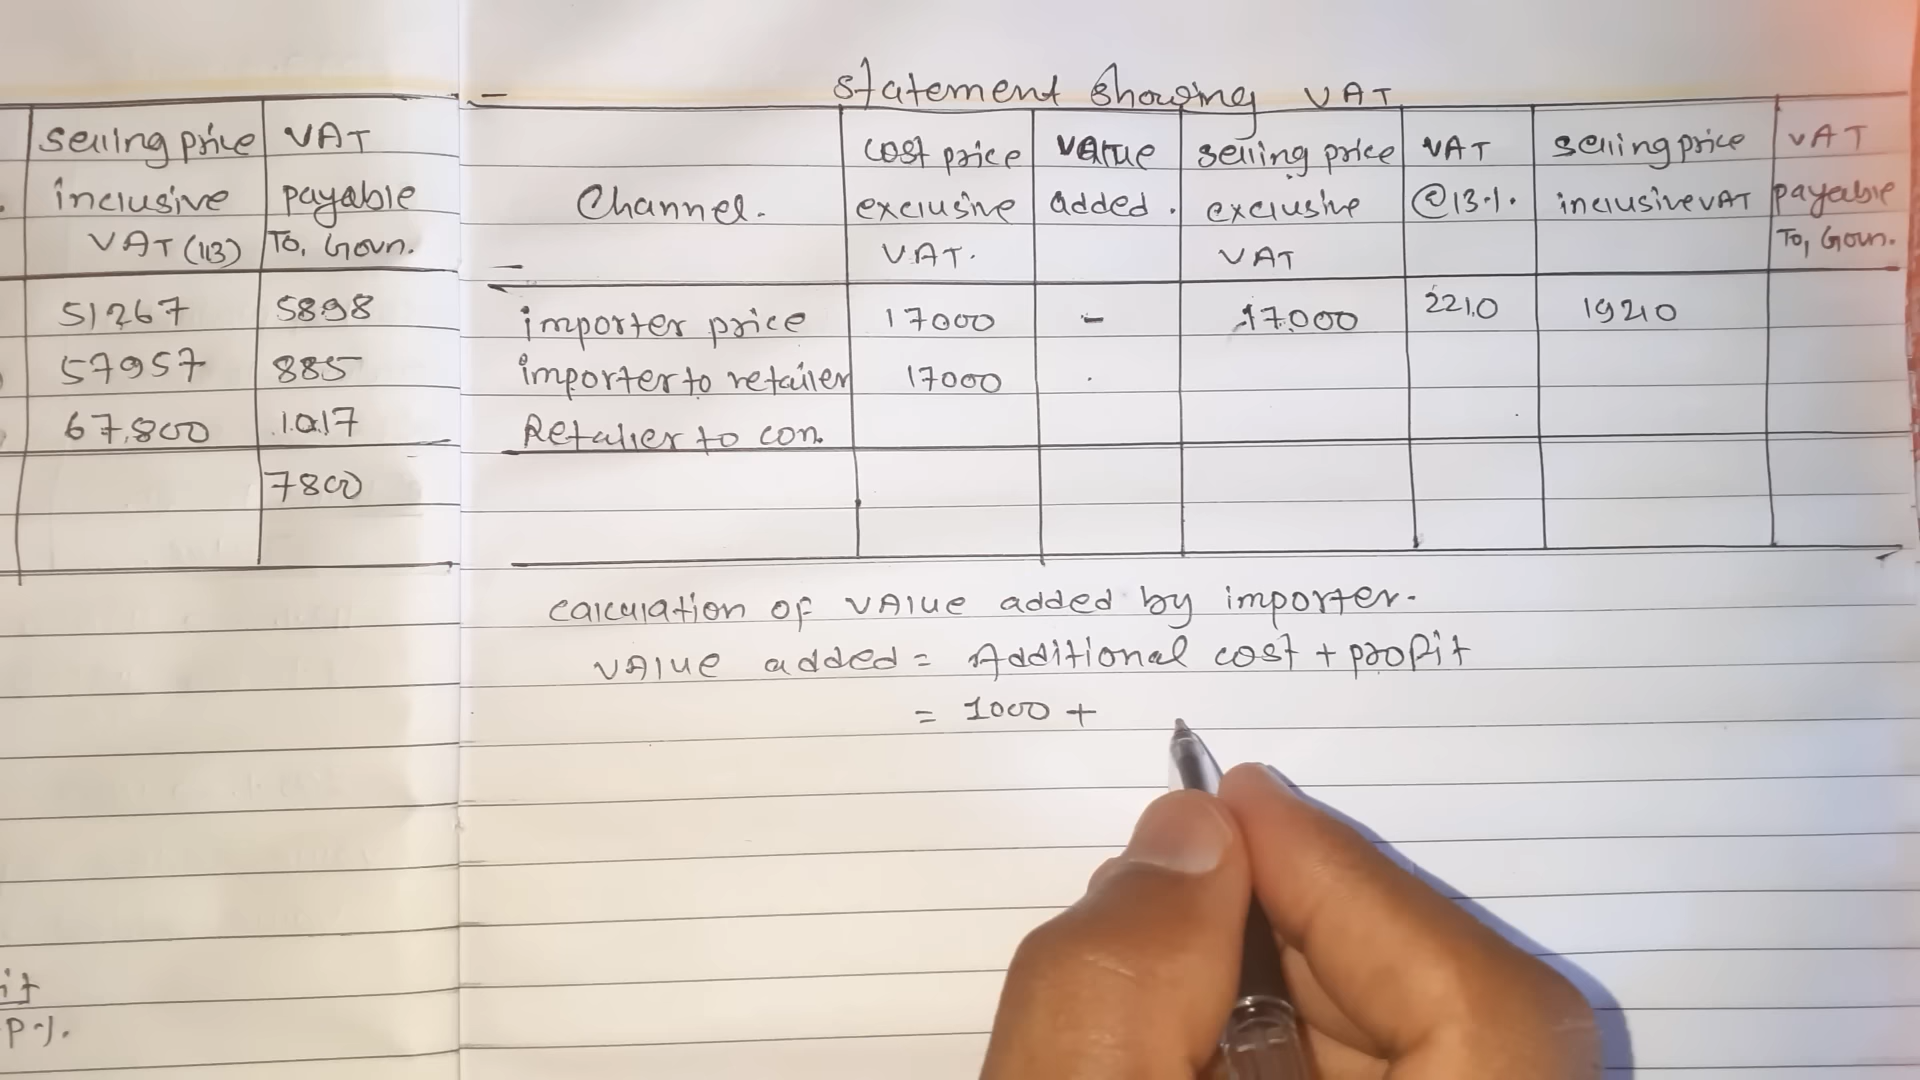 selling price
inclusive
VAT (113)
VAT
payable
To, Govn.
51267
5898
57957
885
67,800
1017
7800
it
P.%.
Statement showing VAT
Channel.
cost price
exclusive
VAT.
value
added.
selling price
exclusive
VAT
VAT
@13%.
selling price
inclusive VAT
VAT
payable
To, Govn.
importer price
17000
-
17000
2210
19210
importer to retailer
17000
Retalier to con.
calculation of value added by importer.
value added = Additional cost + profit
= 1000 +